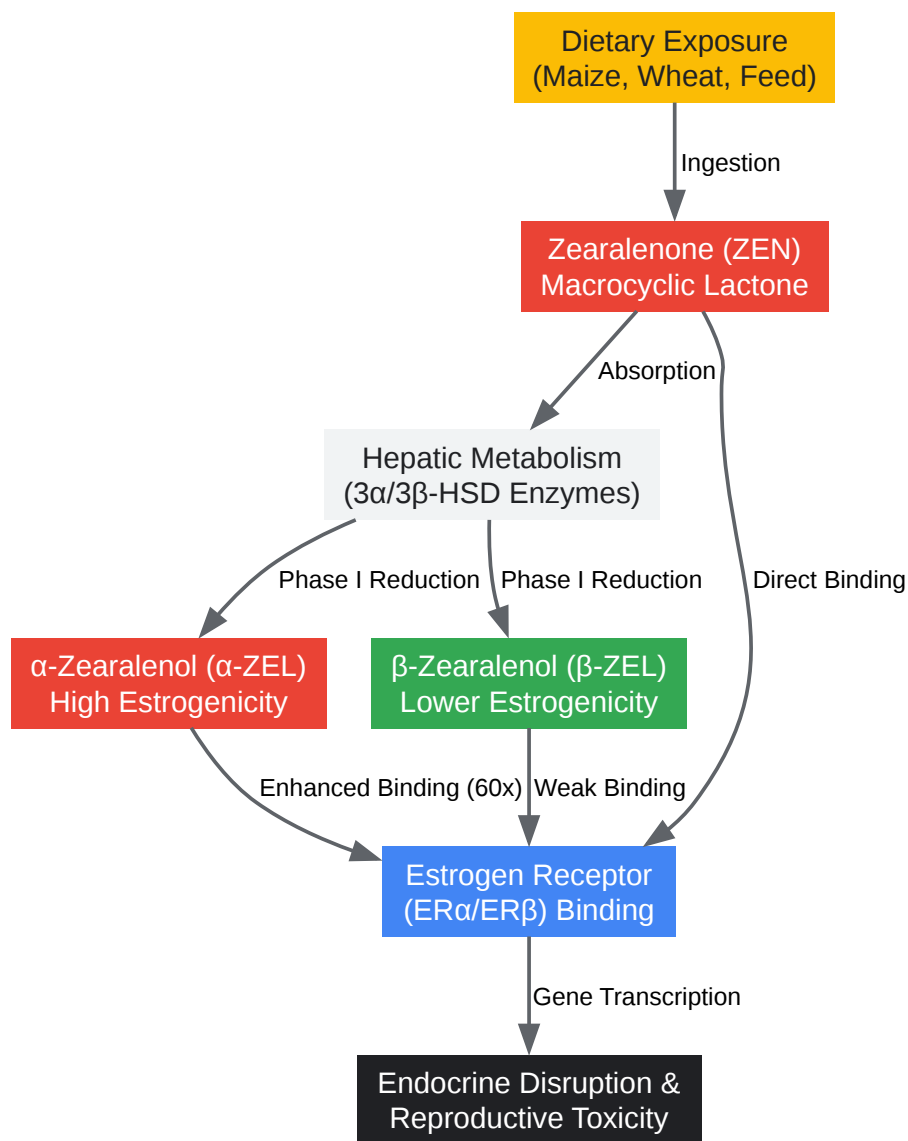 Dietary Exposure
(Maize, Wheat, Feed)
Ingestion
Zearalenone (ZEN)
Macrocyclic Lactone
Absorption
Hepatic Metabolism
(3α/3β-HSD Enzymes)
Phase I Reduction
Phase I Reduction
Direct Binding
α-Zearalenol (α-ZEL)
High Estrogenicity
β-Zearalenol (β-ZEL)
Lower Estrogenicity
Enhanced Binding (60x)
Weak Binding
Estrogen Receptor
(ERα/ERβ) Binding
Gene Transcription
Endocrine Disruption &
Reproductive Toxicity